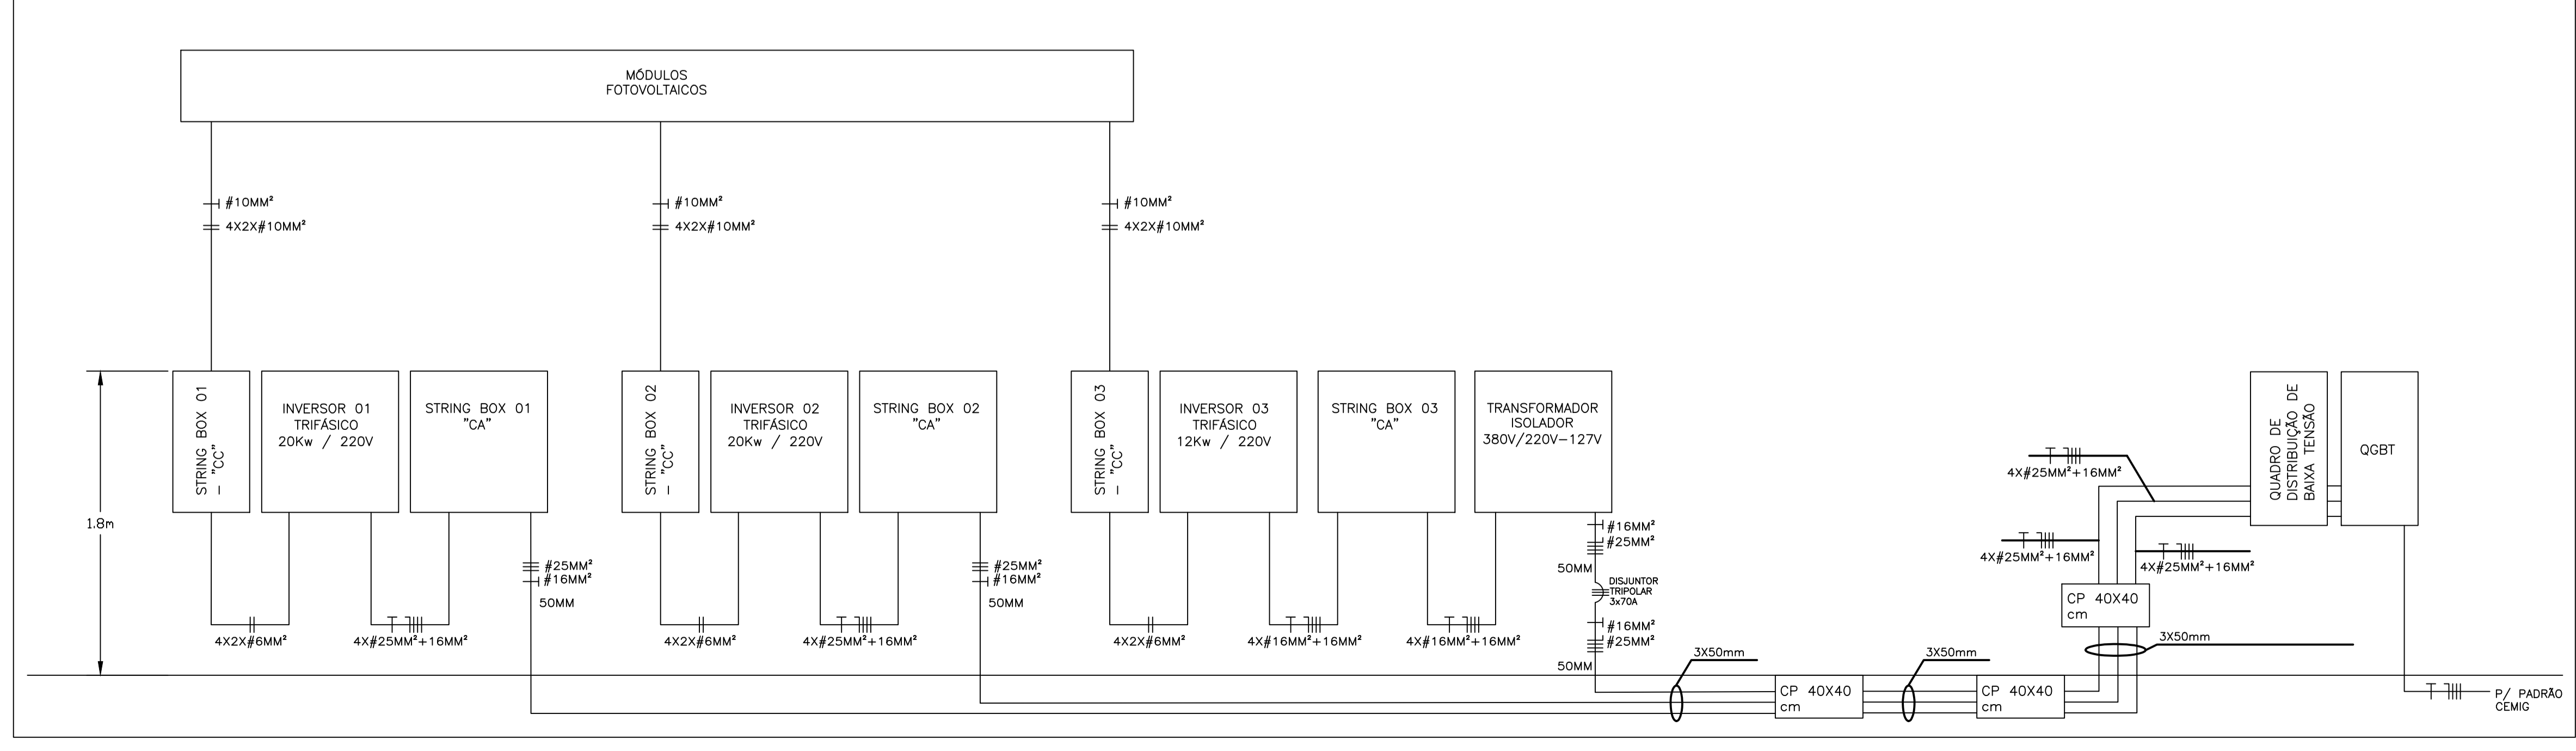 MÓDULOS
FOTOVOLTAICOS
#10MM²
4X2X#10MM²
#10MM²
4X2X#10MM²
#10MM²
4X2X#10MM²
1.8m
STRING BOX 01
- "CC"
INVERSOR 01
TRIFÁSICO
20Kw / 220V
STRING BOX 01
"CA"
4X2X#6MM²
4X#25MM²+16MM²
#25MM²
#16MM²
50MM
STRING BOX 02
- "CC"
INVERSOR 02
TRIFÁSICO
20Kw / 220V
STRING BOX 02
"CA"
4X2X#6MM²
4X#25MM²+16MM²
#25MM²
#16MM²
50MM
STRING BOX 03
- "CC"
INVERSOR 03
TRIFÁSICO
12Kw / 220V
STRING BOX 03
"CA"
TRANSFORMADOR
ISOLADOR
380V/220V-127V
4X2X#6MM²
4X#16MM²+16MM²
4X#16MM²+16MM²
#16MM²
#25MM²
50MM
DISJUNTOR
TRIPOLAR
3x70A
#16MM²
#25MM²
50MM
3X50mm
CP 40X40
cm
3X50mm
CP 40X40
cm
3X50mm
CP 40X40
cm
4X#25MM²+16MM²
4X#25MM²+16MM²
4X#25MM²+16MM²
QUADRO DE
DISTRIBUIÇÃO DE
BAIXA TENSÃO
QGBT
P/ PADRÃO
CEMIG